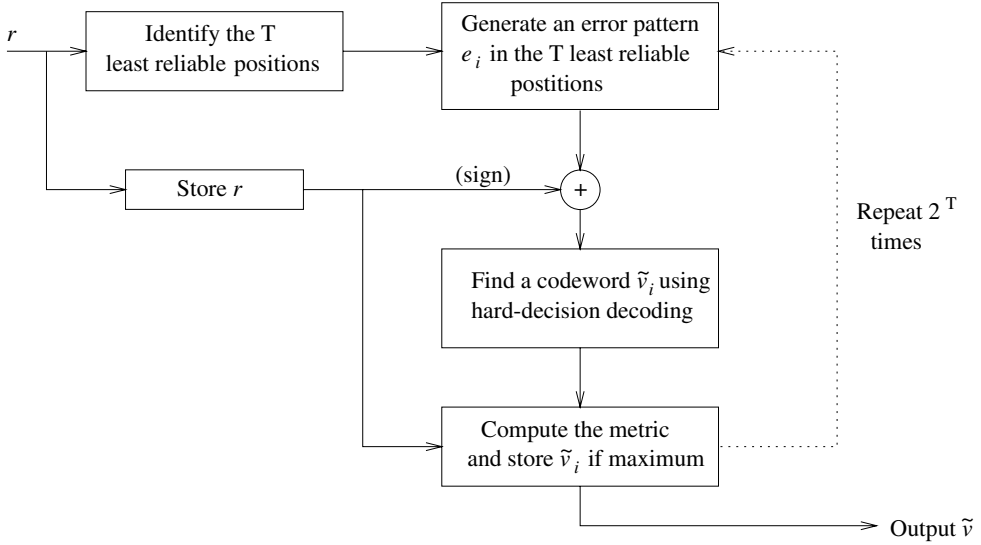 r
Identify the T
least reliable positions
Generate an error pattern
e i in the T least reliable
postitions
Store r
(sign)
+
Repeat 2^T
times
Find a codeword ṽ i using
hard-decision decoding
Compute the metric
and store ṽ i if maximum
Output ṽ